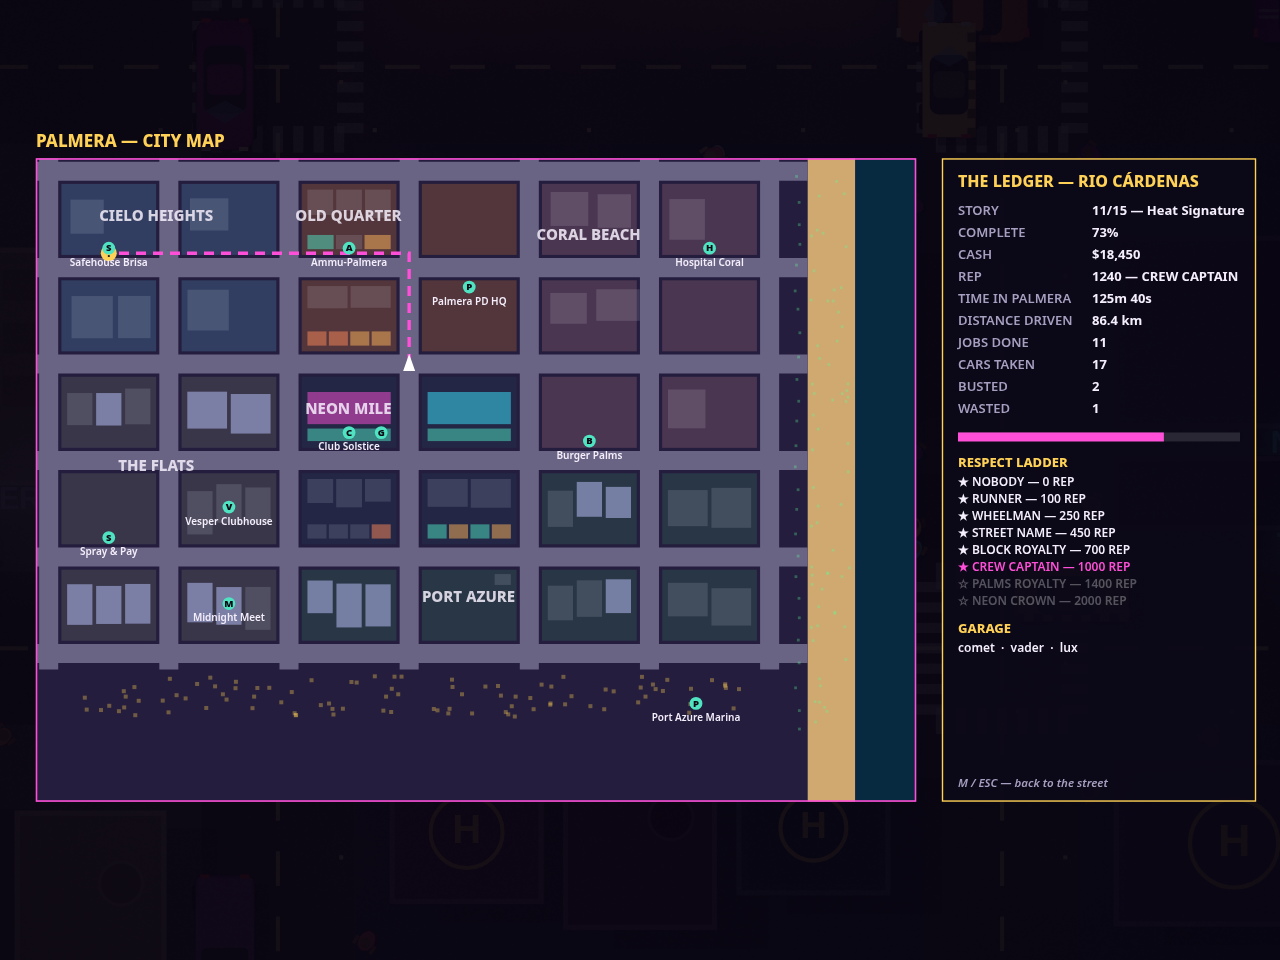 PALMERA — CITY MAP
CIELO HEIGHTS
OLD QUARTER
CORAL BEACH
S
A
H
Safehouse Brisa
Ammu-Palmera
Hospital Coral
P
Palmera PD HQ
NEON MILE
C
G
Club Solstice
B
Burger Palms
THE FLATS
V
Vesper Clubhouse
S
Spray & Pay
PORT AZURE
M
Midnight Meet
P
Port Azure Marina
THE LEDGER — RIO CÁRDENAS
STORY 11/15 — Heat Signature
COMPLETE 73%
CASH $18,450
REP 1240 — CREW CAPTAIN
TIME IN PALMERA 125m 40s
DISTANCE DRIVEN 86.4 km
JOBS DONE 11
CARS TAKEN 17
BUSTED 2
WASTED 1
RESPECT LADDER
★ NOBODY — 0 REP
★ RUNNER — 100 REP
★ WHEELMAN — 250 REP
★ STREET NAME — 450 REP
★ BLOCK ROYALTY — 700 REP
★ CREW CAPTAIN — 1000 REP
☆ PALMS ROYALTY — 1400 REP
☆ NEON CROWN — 2000 REP
GARAGE
comet · vader · lux
M / ESC — back to the street
H
H
H